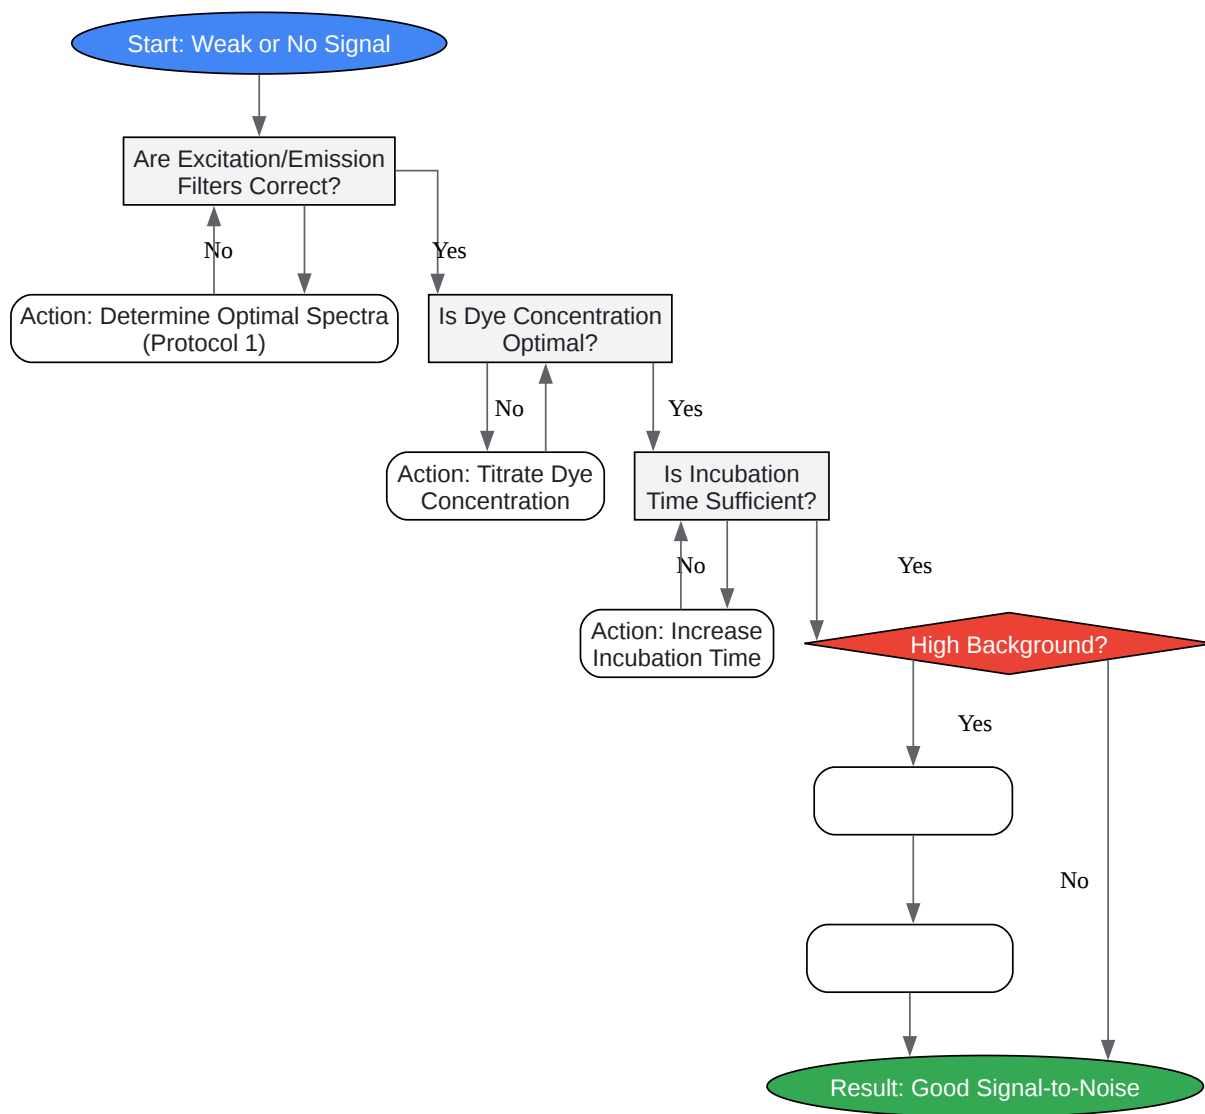 Start: Weak or No Signal
Are Excitation/Emission
Filters Correct?
No
Yes
Action: Determine Optimal Spectra
(Protocol 1)
Is Dye Concentration
Optimal?
No
Yes
Action: Titrate Dye
Concentration
Is Incubation
Time Sufficient?
No
Yes
Action: Increase
Incubation Time
High Background?
Yes
No
Result: Good Signal-to-Noise